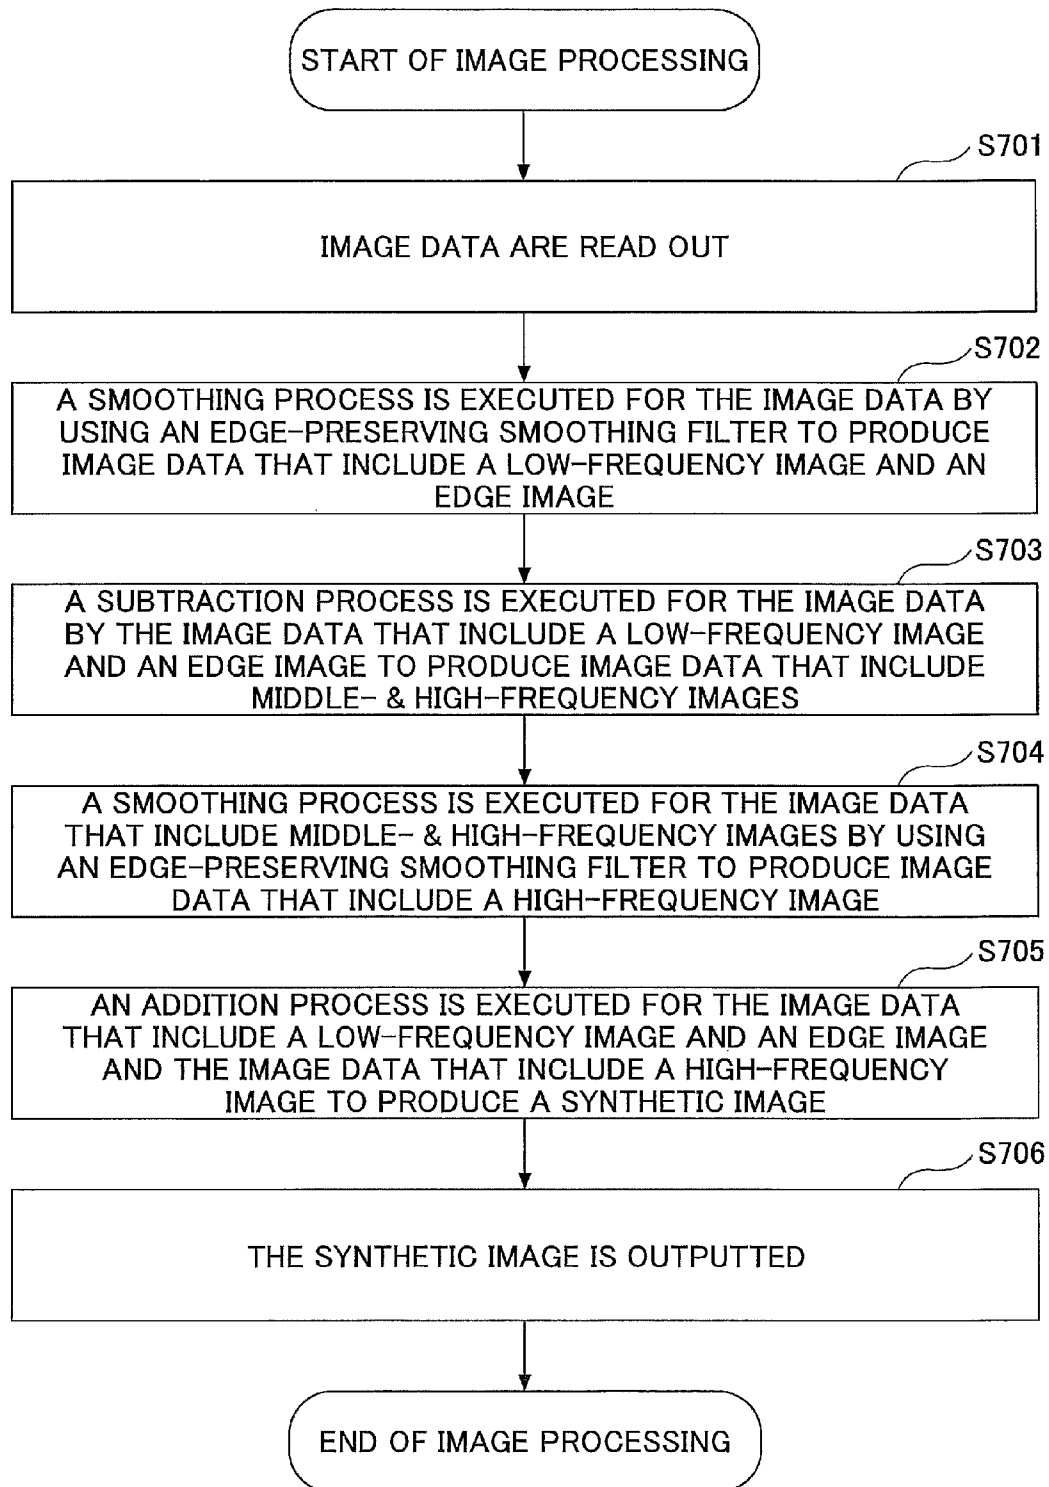 START OF IMAGE PROCESSING
S701
IMAGE DATA ARE READ OUT
S702
A SMOOTHING PROCESS IS EXECUTED FOR THE IMAGE DATA BY
USING AN EDGE-PRESERVING SMOOTHING FILTER TO PRODUCE
IMAGE DATA THAT INCLUDE A LOW-FREQUENCY IMAGE AND AN
EDGE IMAGE
S703
A SUBTRACTION PROCESS IS EXECUTED FOR THE IMAGE DATA
BY THE IMAGE DATA THAT INCLUDE A LOW-FREQUENCY IMAGE
AND AN EDGE IMAGE TO PRODUCE IMAGE DATA THAT INCLUDE
MIDDLE- & HIGH-FREQUENCY IMAGES
S704
A SMOOTHING PROCESS IS EXECUTED FOR THE IMAGE DATA
THAT INCLUDE MIDDLE- & HIGH-FREQUENCY IMAGES BY USING
AN EDGE-PRESERVING SMOOTHING FILTER TO PRODUCE IMAGE
DATA THAT INCLUDE A HIGH-FREQUENCY IMAGE
S705
AN ADDITION PROCESS IS EXECUTED FOR THE IMAGE DATA
THAT INCLUDE A LOW-FREQUENCY IMAGE AND AN EDGE IMAGE
AND THE IMAGE DATA THAT INCLUDE A HIGH-FREQUENCY
IMAGE TO PRODUCE A SYNTHETIC IMAGE
S706
THE SYNTHETIC IMAGE IS OUTPUTTED
END OF IMAGE PROCESSING